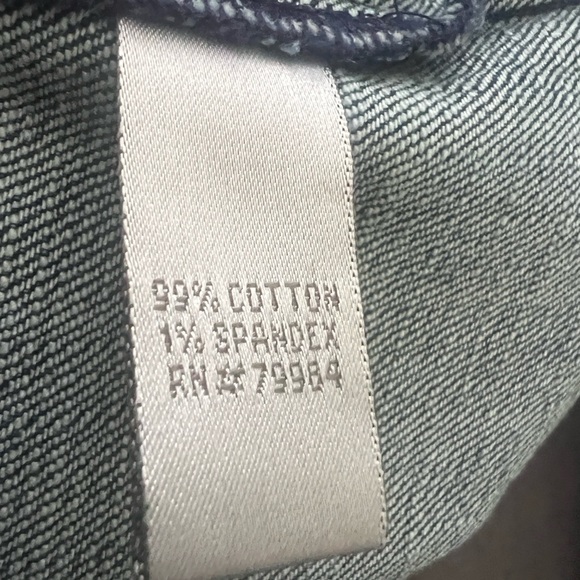 99% COTTON
1% SPANDEX
RN# 79984